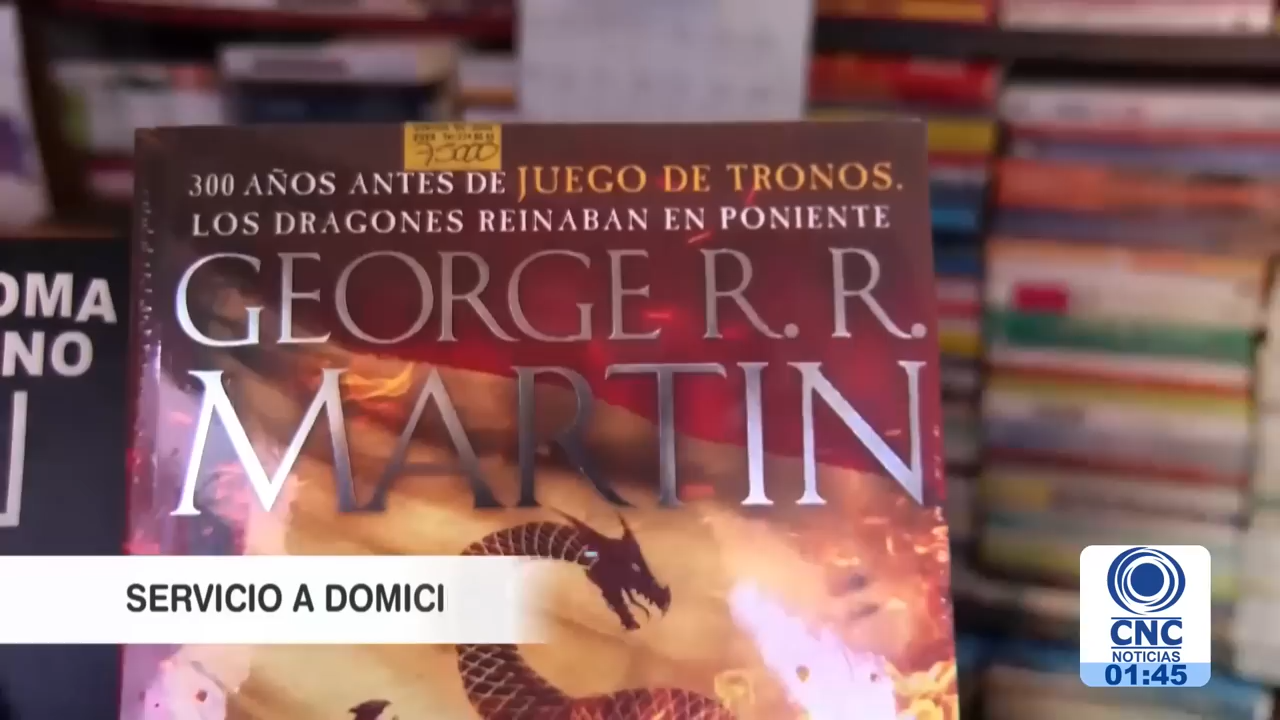 75000
300 AÑOS ANTES DE JUEGO DE TRONOS.
LOS DRAGONES REINABAN EN PONIENTE
GEORGE R. R.
MARTIN
OMA
NO
SERVICIO A DOMICI
CNC
NOTICIAS
01:45